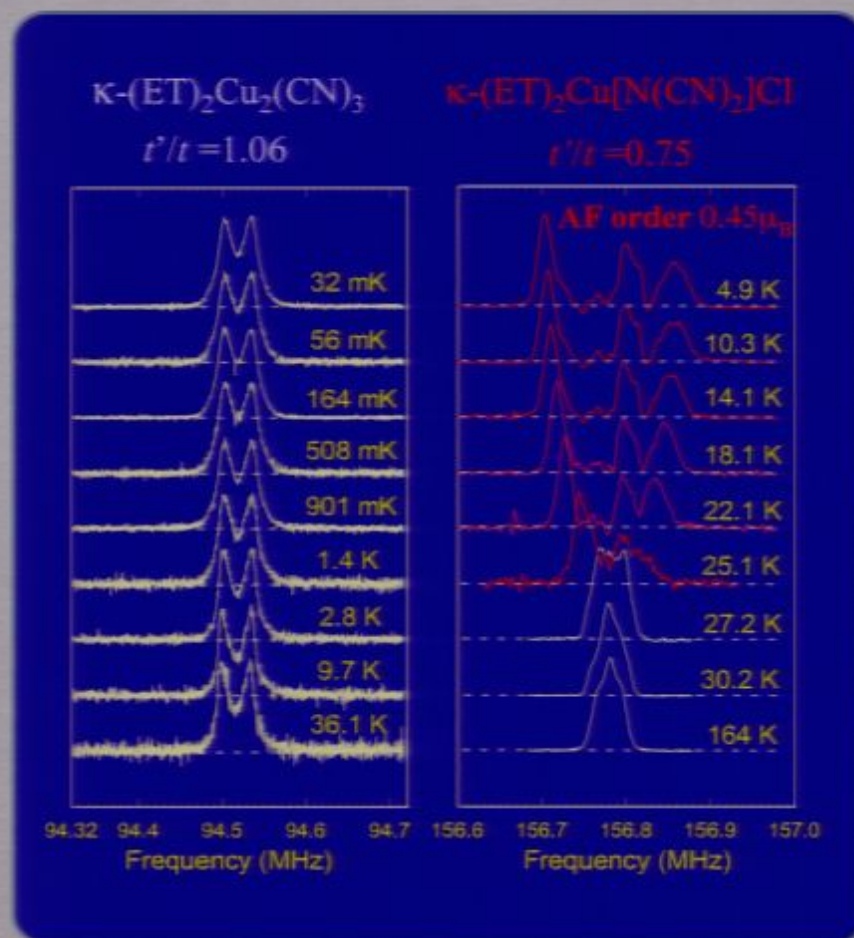 κ-(ET)₂Cu₂(CN)₃
t'/t =1.06
32 mK
56 mK
164 mK
508 mK
901 mK
1.4 K
2.8 K
9.7 K
36.1 K
94.32 94.4 94.5 94.6 94.7
Frequency (MHz)
κ-(ET)₂Cu[N(CN)₂]Cl
t'/t =0.75
AF order 0.45μ_B
4.9 K
10.3 K
14.1 K
18.1 K
22.1 K
25.1 K
27.2 K
30.2 K
164 K
156.6 156.7 156.8 156.9 157.0
Frequency (MHz)